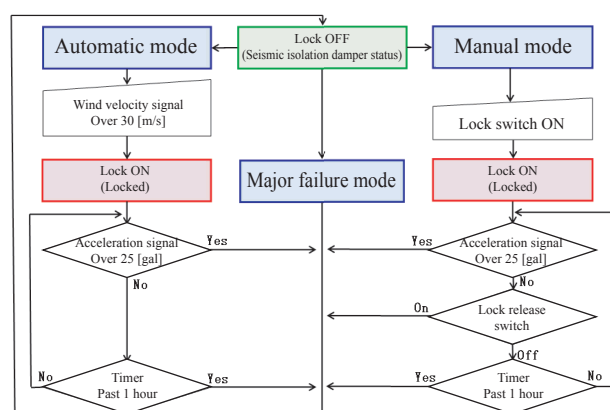 Automatic mode
Lock OFF
(Seismic isolation damper status)
Manual mode
Wind velocity signal
Over 30 [m/s]
Lock switch ON
Lock ON
(Locked)
Major failure mode
Lock ON
(Locked)
Acceleration signal
Over 25 [gal]
Yes
No
Yes
Acceleration signal
Over 25 [gal]
No
On
Lock release
switch
Off
No
Timer
Past 1 hour
Yes
Yes
Timer
Past 1 hour
No